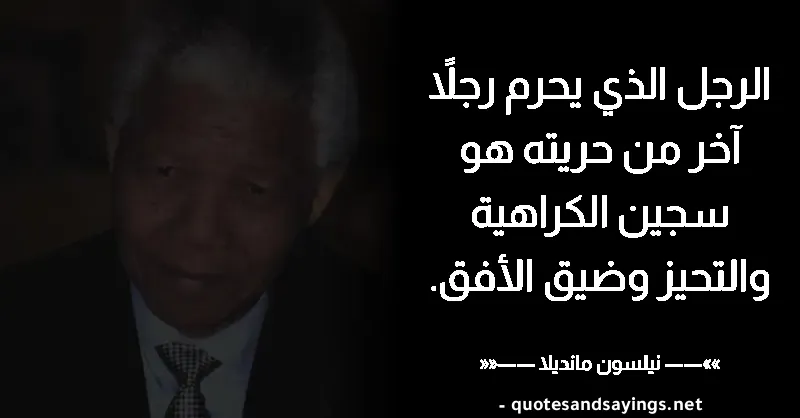 الرجل الذي يحرم رجلًا
آخر من حريته هو
سجين الكراهية
والتحيز وضيق الأفق.
»»—— نيلسون مانديلا ——««
- quotesandsayings.net